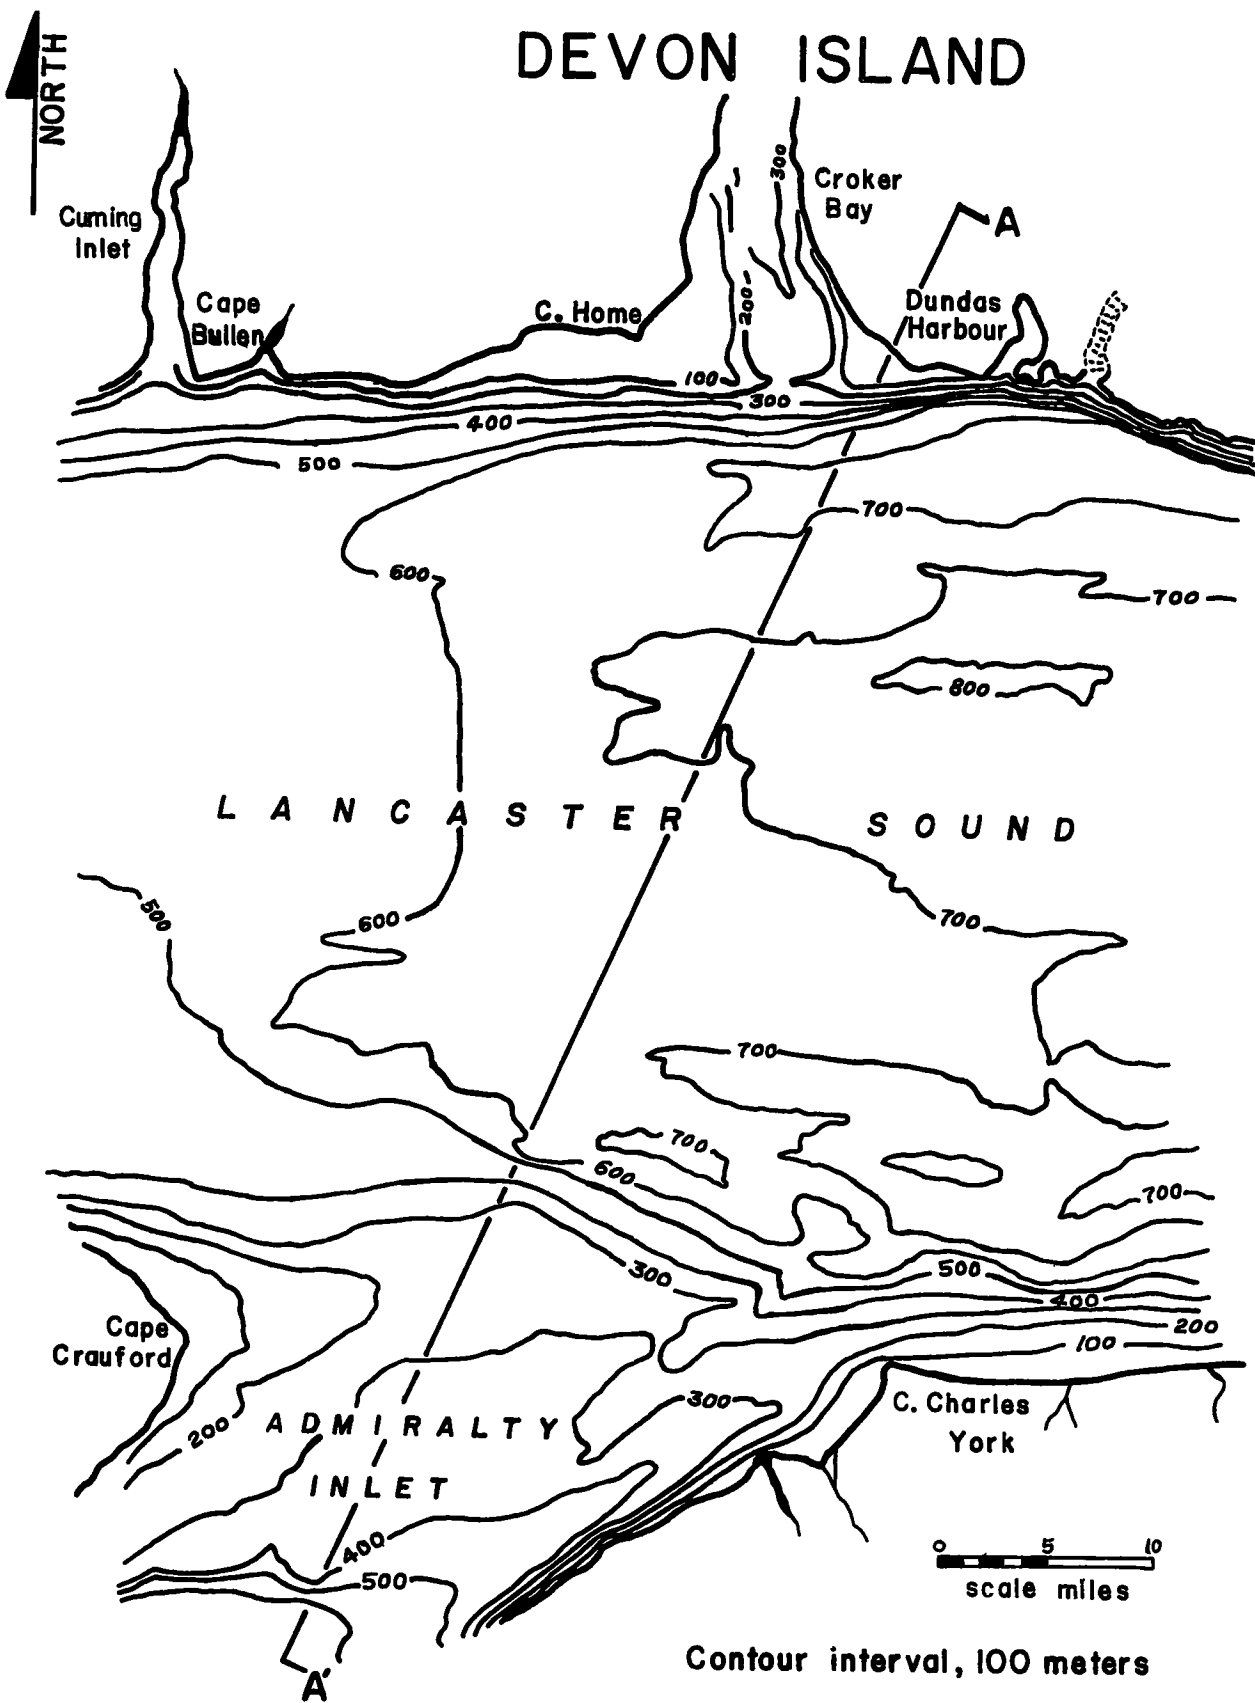 DEVON ISLAND
NORTH
Cuming
Inlet
Croker
Bay
A
Cape
Bullen
C. Home
Dundas
Harbour
300
200
100
300
400
500
700
600
700
800
LANCASTER SOUND
500
600
700
700
700
600
700
500
300
400
200
100
Cape
Crauford
200
300
C. Charles
York
ADMIRALTY
INLET
400
500
0 5 10
scale miles
A'
Contour interval, 100 meters